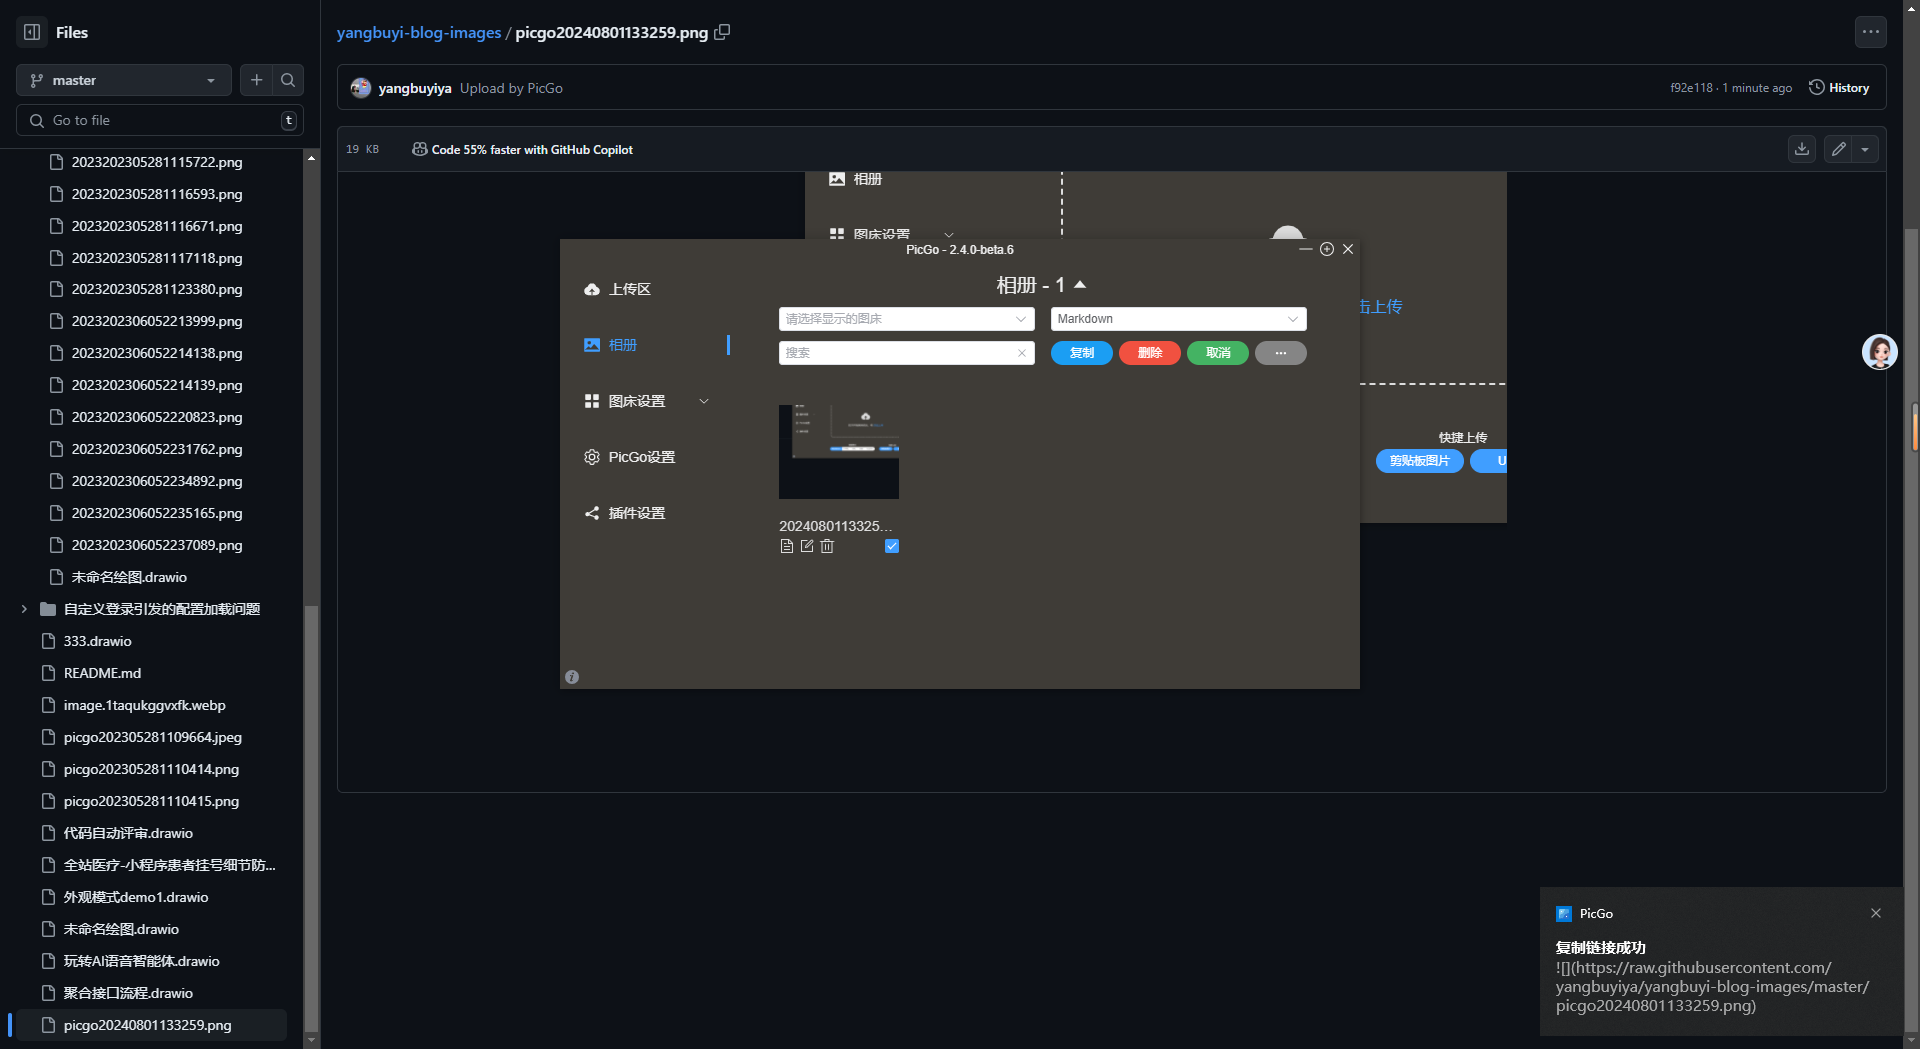 Files
master
Go to file
t
2023202305281115722.png
2023202305281116593.png
2023202305281116671.png
2023202305281117118.png
2023202305281123380.png
2023202306052213999.png
2023202306052214138.png
2023202306052214139.png
2023202306052220823.png
2023202306052231762.png
2023202306052234892.png
2023202306052235165.png
2023202306052237089.png
未命名绘图.drawio
自定义登录引发的配置加载问题
333.drawio
README.md
image.1taqukggvxfk.webp
picgo202305281109664.jpeg
picgo202305281110414.png
picgo202305281110415.png
代码自动评审.drawio
全站医疗-小程序患者挂号细节防...
外观模式demo1.drawio
未命名绘图.drawio
玩转AI语音智能体.drawio
聚合接口流程.drawio
picgo20240801133259.png
yangbuyi-blog-images / picgo20240801133259.png
yangbuyiya Upload by PicGo
f92e118 · 1 minute ago
History
19 KB
Code 55% faster with GitHub Copilot
相册
图床设置
击上传
快捷上传
剪贴板图片
U
PicGo - 2.4.0-beta.6
上传区
相册
图床设置
PicGo设置
插件设置
相册 - 1
请选择显示的图床
Markdown
搜索
复制
删除
取消
...
2024080113325...
PicGo
复制链接成功
![](https://raw.githubusercontent.com/
yangbuyiya/yangbuyi-blog-images/master/
picgo20240801133259.png)